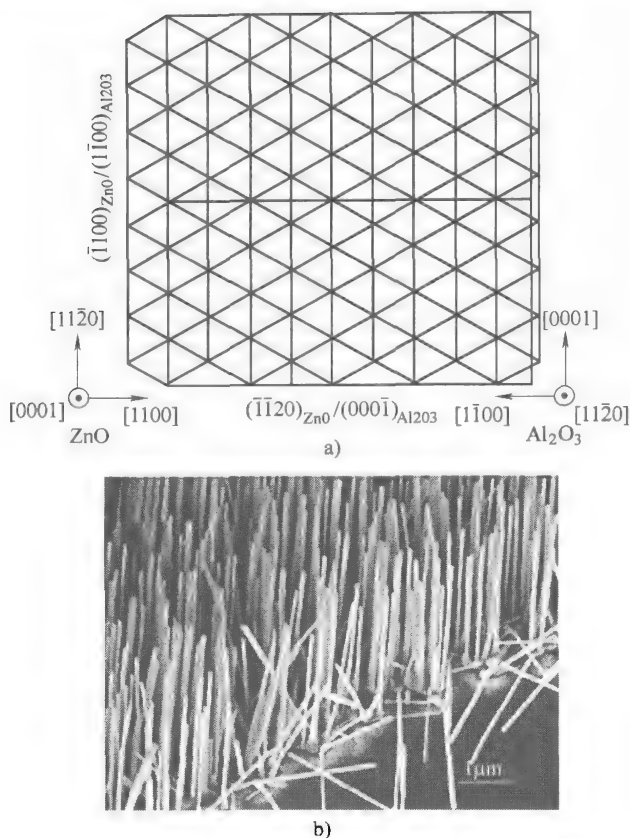 (1̄100)ZnO/(11̄00)Al2O3
[112̄0]
[0001]
[0001]
[1100]
(1̄1̄20)ZnO/(0001̄)Al2O3
[11̄00]
[112̄0]
ZnO
Al₂O₃
a)
1μm
b)